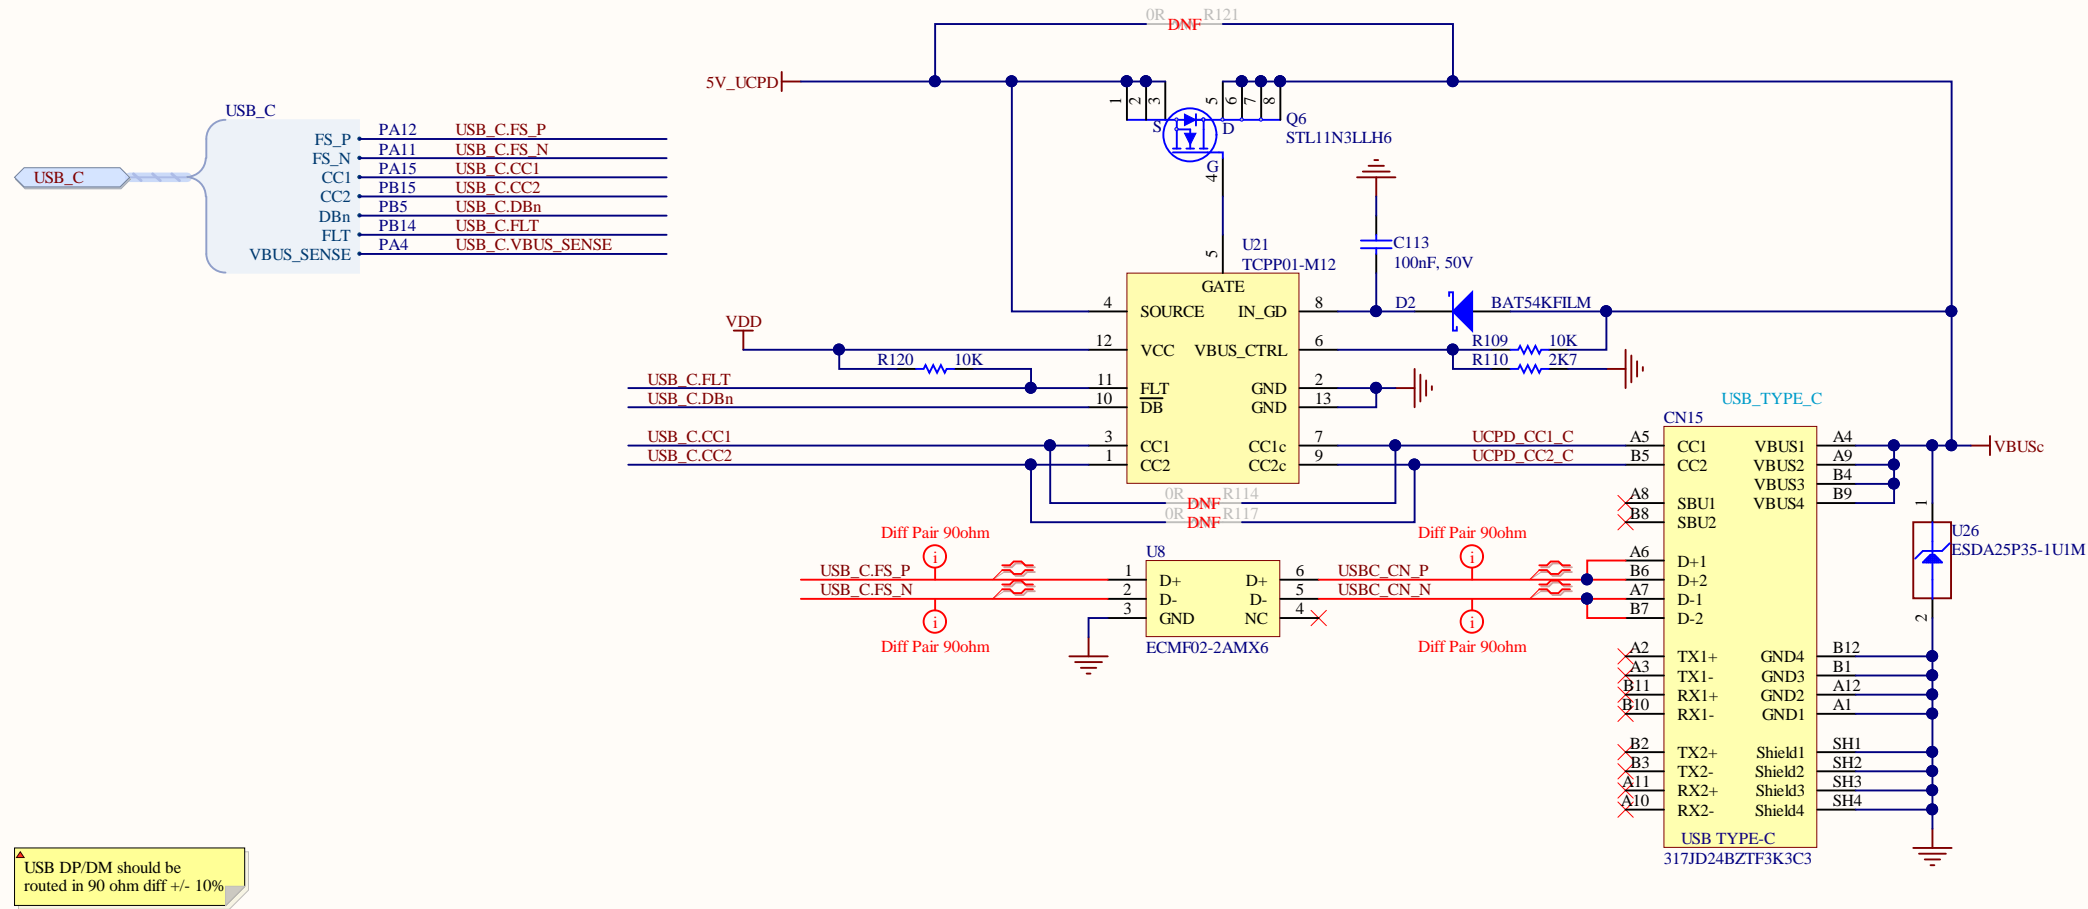 0R DNF R121
5V_UCPD
1 2 3 5 6 7 8
S D
Q6
STL11N3LLH6
G
4
USB_C
USB_C
FS_P PA12 USB_C.FS_P
FS_N PA11 USB_C.FS_N
CC1 PA15 USB_C.CC1
CC2 PB15 USB_C.CC2
DBn PB5 USB_C.DBn
FLT PB14 USB_C.FLT
VBUS_SENSE PA4 USB_C.VBUS_SENSE
5
U21
TCPP01-M12
C113
100nF, 50V
GATE
4 SOURCE IN_GD 8 D2 BAT54KFILM
VDD
12 VCC VBUS_CTRL 6 R109 10K
R120 10K
R110 2K7
USB_C.FLT 11 FLT GND 2
USB_C.DBn 10 DB GND 13
USB_C.CC1 3 CC1 CC1c 7 UCPD_CC1_C
USB_C.CC2 1 CC2 CC2c 9 UCPD_CC2_C
0R DNF R114
0R DNF R117
USB_TYPE_C
CN15
A5 CC1 VBUS1 A4 VBUSc
B5 CC2 VBUS2 A9
VBUS3 B4
A8 SBU1 VBUS4 B9
B8 SBU2
1
U26
ESDA25P35-1U1M
2
Diff Pair 90ohm
i
Diff Pair 90ohm
i
U8
USB_C.FS_P 1 D+ D+ 6 USBC_CN_P
USB_C.FS_N 2 D- D- 5 USBC_CN_N
3 GND NC 4
ECMF02-2AMX6
i
Diff Pair 90ohm
i
Diff Pair 90ohm
A6 D+1
B6 D+2
A7 D-1
B7 D-2
A2 TX1+ GND4 B12
A3 TX1- GND3 B1
B11 RX1+ GND2 A12
B10 RX1- GND1 A1
B2 TX2+ Shield1 SH1
B3 TX2- Shield2 SH2
A11 RX2+ Shield3 SH3
A10 RX2- Shield4 SH4
USB TYPE-C
317JD24BZTF3K3C3
USB DP/DM should be
routed in 90 ohm diff +/- 10%